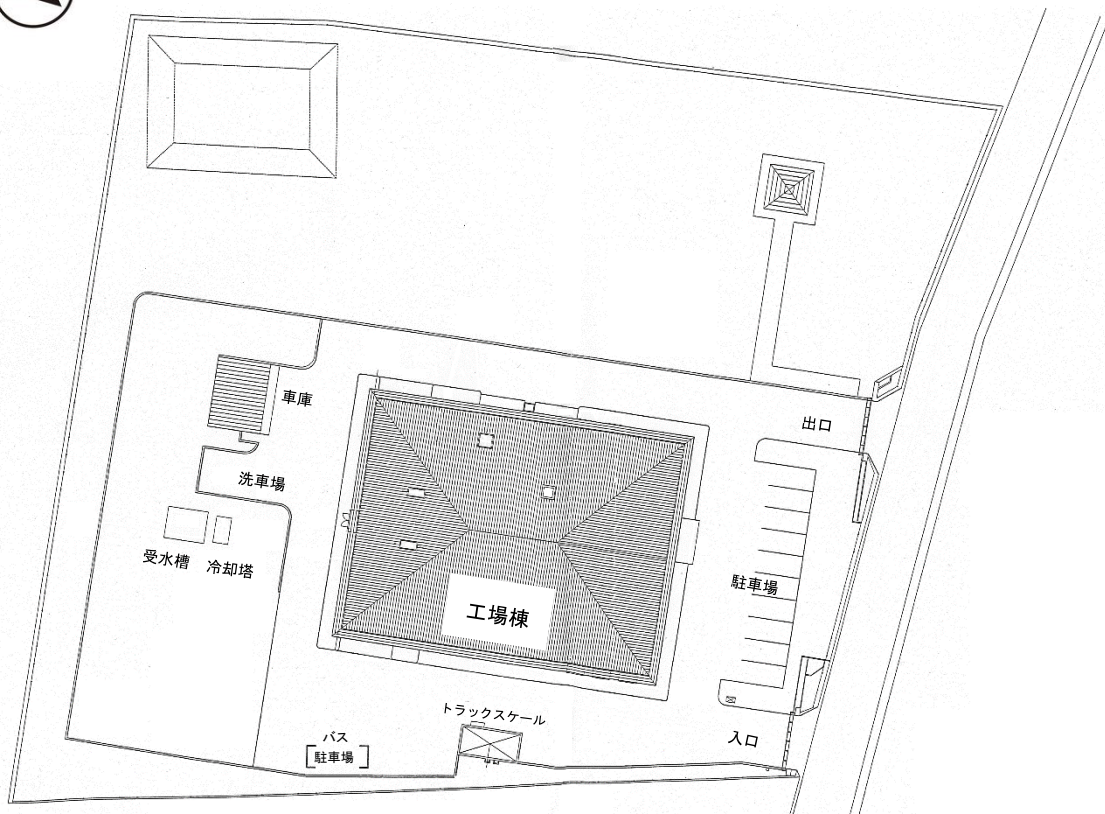 出口
車庫
洗車場
受水槽
冷却塔
駐車場
工場棟
トラックスケール
入口
バス
駐車場